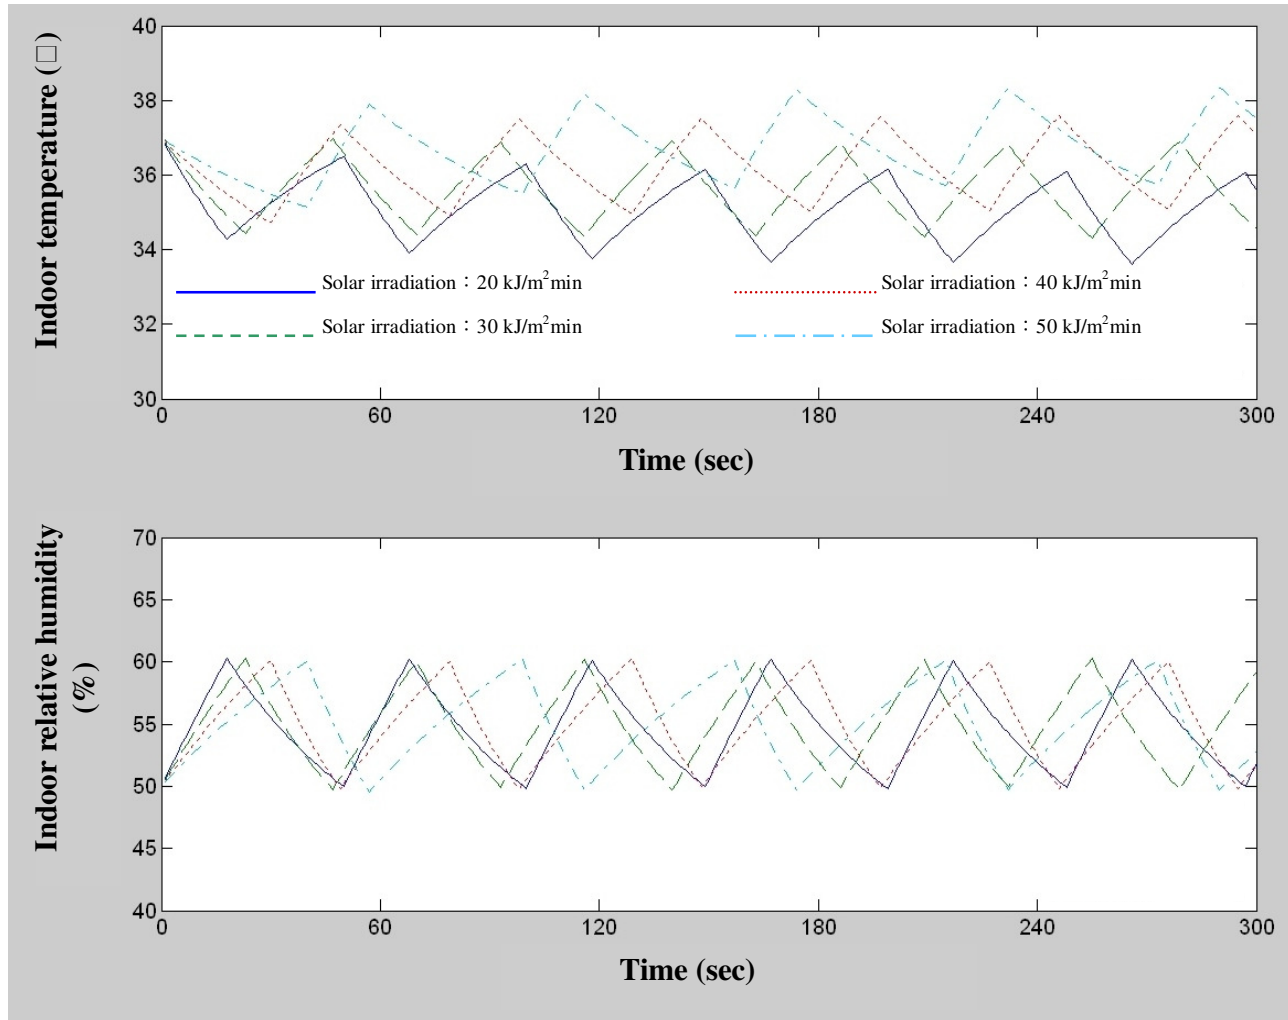 Indoor temperature (□)
40
38
36
34
32
30
Solar irradiation：20 kJ/m²min
Solar irradiation：40 kJ/m²min
Solar irradiation：30 kJ/m²min
Solar irradiation：50 kJ/m²min
0 60 120 180 240 300
Time (sec)
Indoor relative humidity
(%)
70
65
60
55
50
45
40
0 60 120 180 240 300
Time (sec)